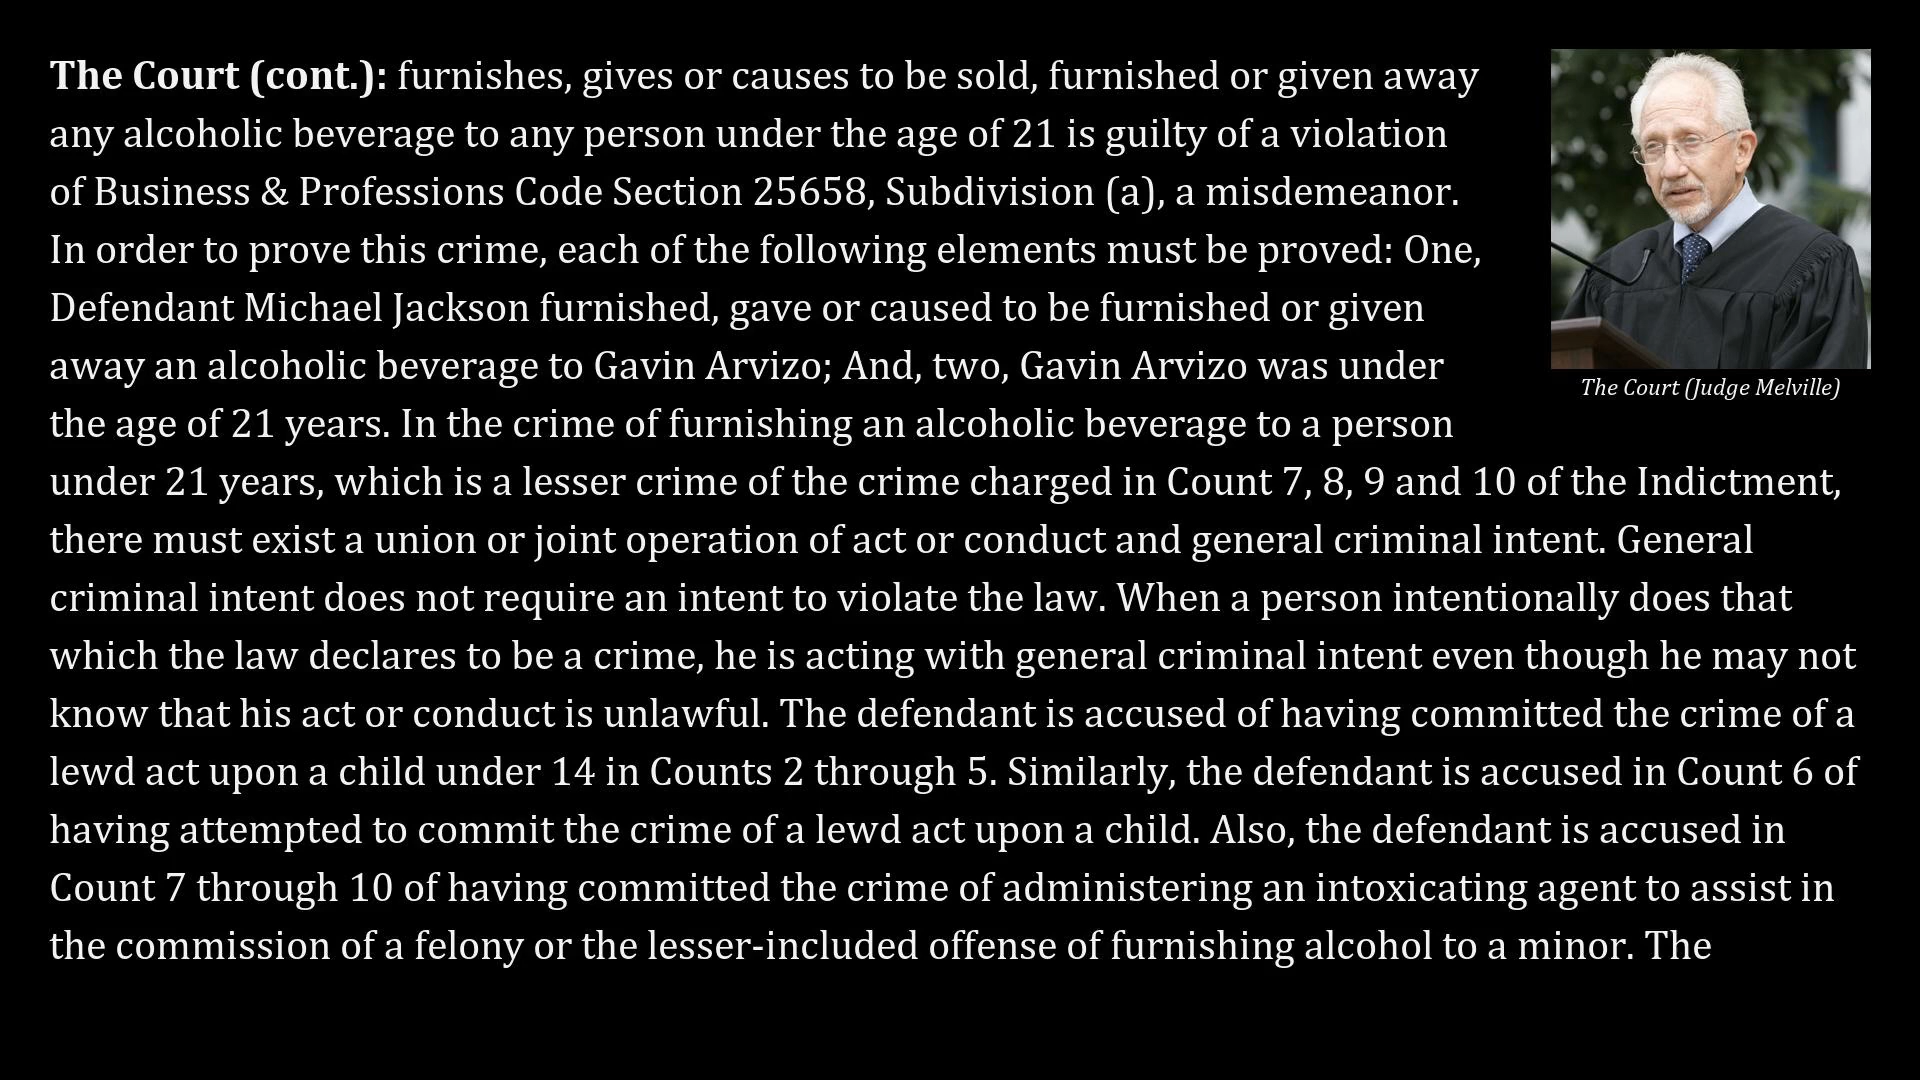 The Court (cont.): furnishes, gives or causes to be sold, furnished or given away
any alcoholic beverage to any person under the age of 21 is guilty of a violation
of Business & Professions Code Section 25658, Subdivision (a), a misdemeanor.
In order to prove this crime, each of the following elements must be proved: One,
Defendant Michael Jackson furnished, gave or caused to be furnished or given
away an alcoholic beverage to Gavin Arvizo; And, two, Gavin Arvizo was under
the age of 21 years. In the crime of furnishing an alcoholic beverage to a person
under 21 years, which is a lesser crime of the crime charged in Count 7, 8, 9 and 10 of the Indictment,
there must exist a union or joint operation of act or conduct and general criminal intent. General
criminal intent does not require an intent to violate the law. When a person intentionally does that
which the law declares to be a crime, he is acting with general criminal intent even though he may not
know that his act or conduct is unlawful. The defendant is accused of having committed the crime of a
lewd act upon a child under 14 in Counts 2 through 5. Similarly, the defendant is accused in Count 6 of
having attempted to commit the crime of a lewd act upon a child. Also, the defendant is accused in
Count 7 through 10 of having committed the crime of administering an intoxicating agent to assist in
the commission of a felony or the lesser-included offense of furnishing alcohol to a minor. The
The Court (Judge Melville)